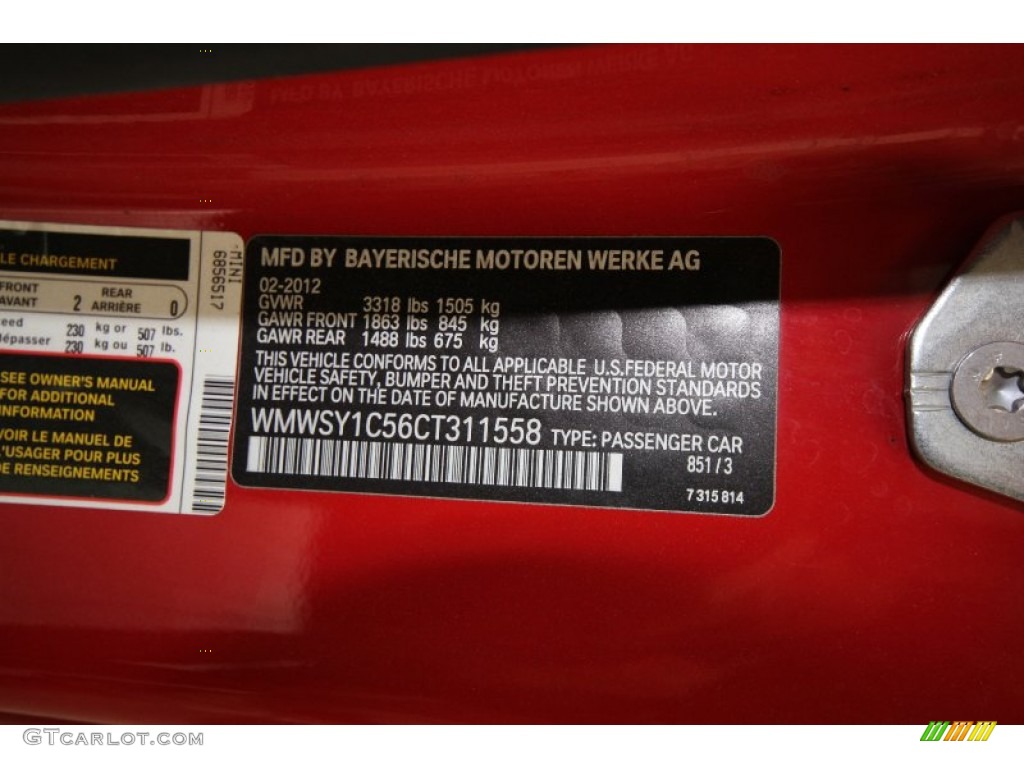 LE CHARGEMENT
FRONT
AVANT 2 REAR
ARRIÈRE 0
230 kg or 507 lbs.
230 kg ou 507 lb.
SEE OWNER'S MANUAL
FOR ADDITIONAL
INFORMATION
VOIR LE MANUEL DE
L'USAGER POUR PLUS
DE RENSEIGNEMENTS
MINI
6856517
MFD BY BAYERISCHE MOTOREN WERKE AG
02-2012
GVWR 3318 lbs 1505 kg
GAWR FRONT 1863 lbs 845 kg
GAWR REAR 1488 lbs 675 kg
THIS VEHICLE CONFORMS TO ALL APPLICABLE U.S.FEDERAL MOTOR
VEHICLE SAFETY, BUMPER AND THEFT PREVENTION STANDARDS
IN EFFECT ON THE DATE OF MANUFACTURE SHOWN ABOVE.
WMWSY1C56CT311558 TYPE: PASSENGER CAR
851/3
7 315 814
GTCARLOT.COM